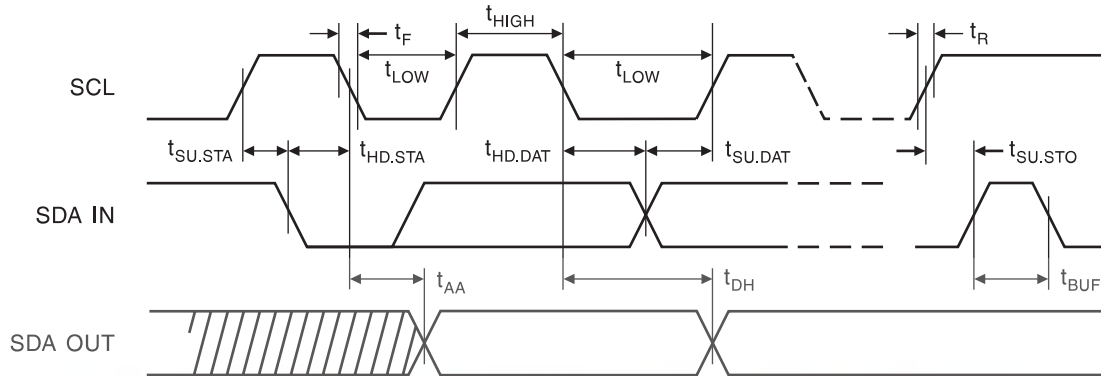 tHIGH
tF
tR
tLOW
tLOW
SCL
tSU.STA
tHD.STA
tHD.DAT
tSU.DAT
tSU.STO
SDA IN
tAA
tDH
tBUF
SDA OUT